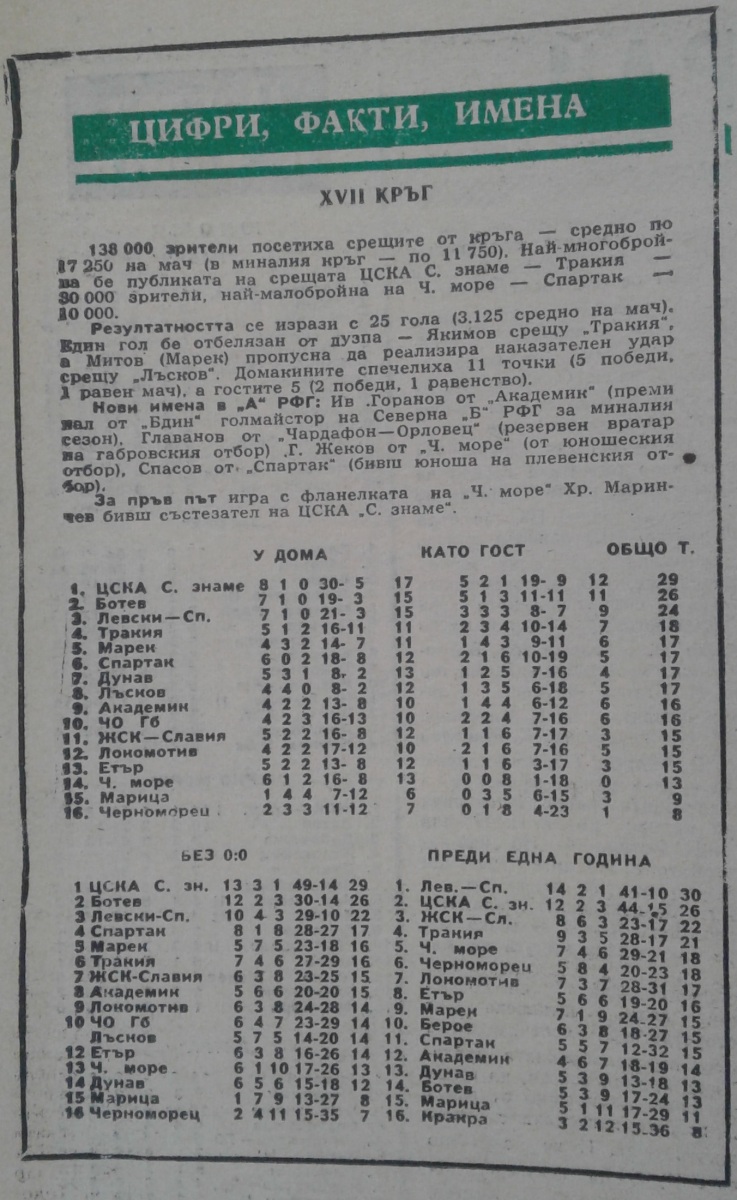 ЦИФРИ, ФАКТИ, ИМЕНА
XVII КРЪГ
138 000 зрители посетиха срещите от кръга — средно по
17 250 на мач (в миналия кръг — по 11 750). Най-многоброй-
на бе публиката на срещата ЦСКА С. знаме — Тракия —
30 000 зрители, най-малобройна на Ч. море — Спартак —
10 000.
Резултатността се изрази с 25 гола (3.125 средно на мач).
Един гол бе отбелязан от дузпа — Якимов срещу „Тракия“,
а Митов (Марек) пропусна да реализира наказателен удар
срещу „Лъсков“. Домакините спечелиха 11 точки (5 победи,
1 равен мач), а гостите 5 (2 победи, 1 равенство).
Нови имена в „А“ РФГ: Ив .Горанов от „Академик“ (преми
нал от „Бдин“ голмайстор на Северна „Б“ РФГ за миналия
сезон), Главанов от „Чардафон—Орловец“ (резервен вратар
на габровския отбор) .Г. Жеков от „Ч. море“ (от юношеския
отбор), Спасов от „Спартак“ (бивш юноша на плевенския от-
бор).
За пръв път игра с фланелката на „Ч. море“ Хр. Марин-
чев бивш състезател на ЦСКА „С. знаме“.
У ДОМА КАТО ГОСТ ОБЩО Т.
1. ЦСКА С. знаме 8 1 0 30- 5 17 5 2 1 19- 9 12 29
2. Ботев 7 1 0 19- 3 15 5 1 3 11-11 11 26
3. Левски—Сп. 7 1 0 21- 3 15 3 3 3 8- 7 9 24
4. Тракия 5 1 2 16-11 11 2 3 4 10-14 7 18
5. Марек 4 3 2 14- 7 11 1 4 3 9-11 6 17
6. Спартак 6 0 2 18- 8 12 2 1 6 10-19 5 17
7. Дунав 5 3 1 8- 2 13 1 2 5 7-16 4 17
8. Лъсков 4 4 0 8- 2 12 1 3 5 6-18 5 17
9. Академик 4 2 2 13- 8 10 1 4 4 6-12 6 16
10. ЧО Гб 4 2 3 16-13 10 2 2 4 7-16 6 16
11. ЖСК—Славия 5 2 2 16- 8 12 1 1 6 7-17 3 15
12. Локомотив 4 2 2 17-12 10 2 1 6 7-16 5 15
13. Етър 5 2 2 13- 8 12 1 1 6 3-17 3 15
14. Ч. море 6 1 2 16- 8 13 0 0 8 1-18 0 13
15. Марица 1 4 4 7-12 6 0 3 5 6-15 3 9
16. Черноморец 2 3 3 11-12 7 0 1 8 4-23 1 8
БЕЗ 0:0
1 ЦСКА С. зн. 13 3 1 49-14 29
2 Ботев 12 2 3 30-14 26
3 Левски-Сп. 10 4 3 29-10 22
4 Спартак 8 1 8 28-27 17
5 Марек 5 7 5 23-18 16
6 Тракия 7 4 6 27-29 16
7 ЖСК-Славия 6 3 8 23-25 15
8 Академик 5 6 6 20-20 15
9 Локомотив 6 3 8 24-28 14
10 ЧО Гб 6 4 7 23-29 14
Лъсков 5 7 5 14-20 14
12 Етър 6 3 8 16-26 14
13 Ч. море 6 1 10 17-26 13
14 Дунав 6 5 6 15-18 12
15 Марица 1 7 9 13-27 8
16 Черноморец 2 4 11 15-35 7
ПРЕДИ ЕДНА ГОДИНА
1. Лев.—Сп. 14 2 1 41-10 30
2. ЦСКА С. зн. 12 2 3 44-15 26
3. ЖСК—Сл. 8 6 3 23-17 22
4. Тракия 9 3 5 28-17 21
5. Ч. море 7 4 6 29-21 18
6. Черноморец 5 8 4 20-23 18
7. Локомотив 7 3 7 28-31 17
8. Етър 5 6 6 19-20 16
9. Марек 7 1 9 24-27 15
10. Берое 6 3 8 18-27 15
11. Спартак 5 5 7 12-32 15
12. Академик 4 6 7 18-19 14
13. Дунав 5 3 9 13-18 13
14. Ботев 5 3 9 17-24 13
15. Марица 5 1 11 17-29 11
16. Кракра 3 2 12 15-36 8